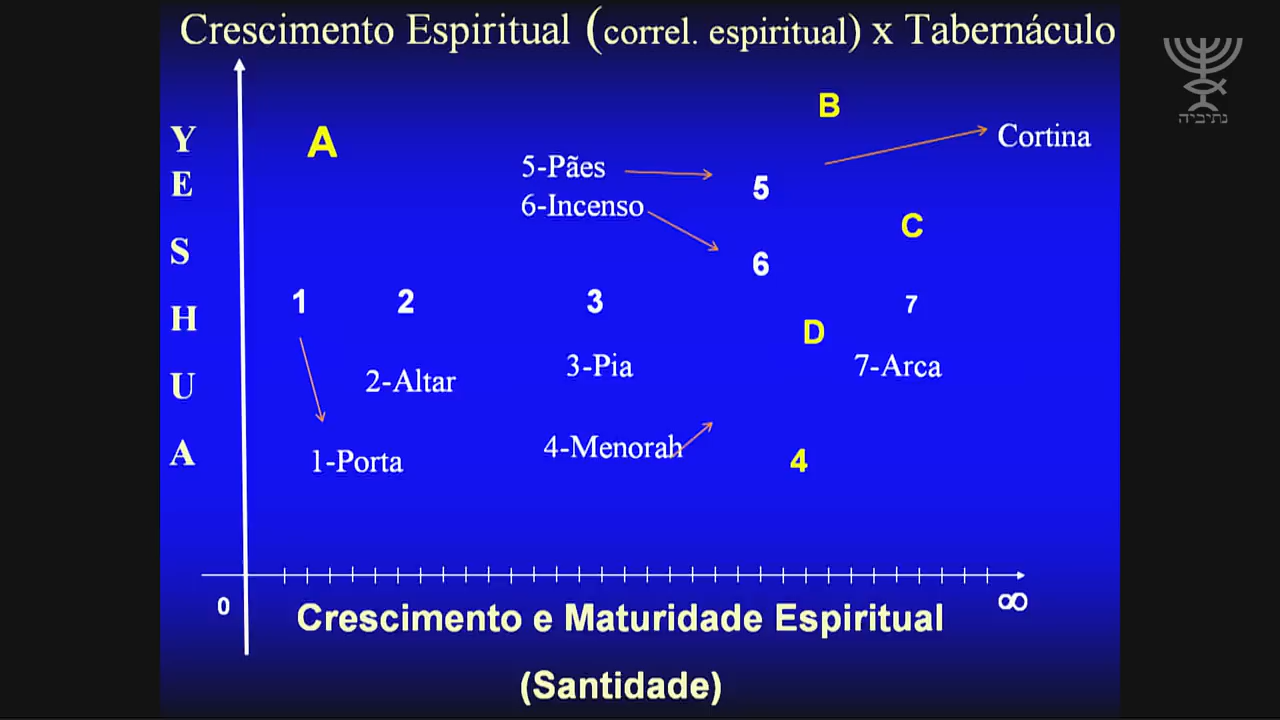 Crescimento Espiritual (correl. espiritual) x Tabernáculo
נתיביה
Y
E
S
H
U
A
A
B
Cortina
5-Pães
5
6-Incenso
C
6
1
2
3
7
D
3-Pia
7-Arca
2-Altar
4-Menorah
1-Porta
4
0
∞
Crescimento e Maturidade Espiritual
(Santidade)